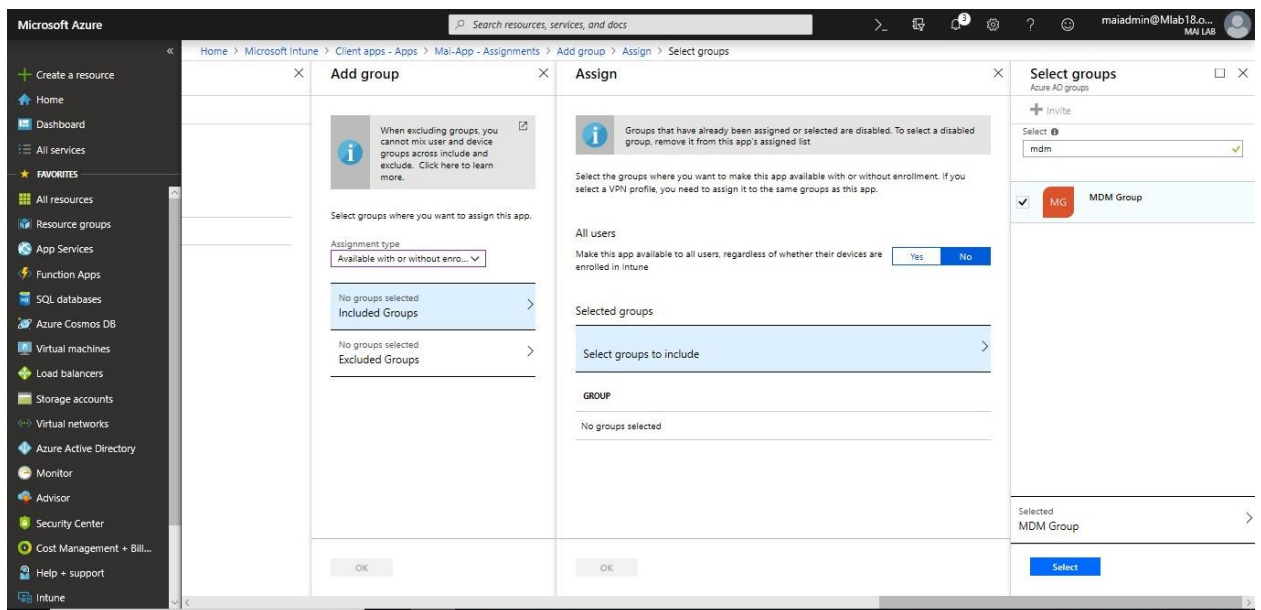 Microsoft Azure
Search resources, services, and docs
3
maiadmin@Mlab18.o...
MAI LAB
Home > Microsoft Intune > Client apps - Apps > Mai-App - Assignments > Add group > Assign > Select groups
Create a resource
Home
Dashboard
All services
FAVORITES
All resources
Resource groups
App Services
Function Apps
SQL databases
Azure Cosmos DB
Virtual machines
Load balancers
Storage accounts
Virtual networks
Azure Active Directory
Monitor
Advisor
Security Center
Cost Management + Bill...
Help + support
Intune
Add group
When excluding groups, you
cannot mix user and device
groups across include and
exclude. Click here to learn
more.
Select groups where you want to assign this app.
Assignment type
Available with or without enro...
No groups selected
Included Groups
No groups selected
Excluded Groups
OK
Assign
Groups that have already been assigned or selected are disabled. To select a disabled
group, remove it from this app's assigned list
Select the groups where you want to make this app available with or without enrollment. If you
select a VPN profile, you need to assign it to the same groups as this app.
All users
Make this app available to all users, regardless of whether their devices are
enrolled in Intune
Yes No
Selected groups
Select groups to include
GROUP
No groups selected
OK
Select groups
Azure AD groups
Invite
Select
mdm
MG MDM Group
Selected
MDM Group
Select